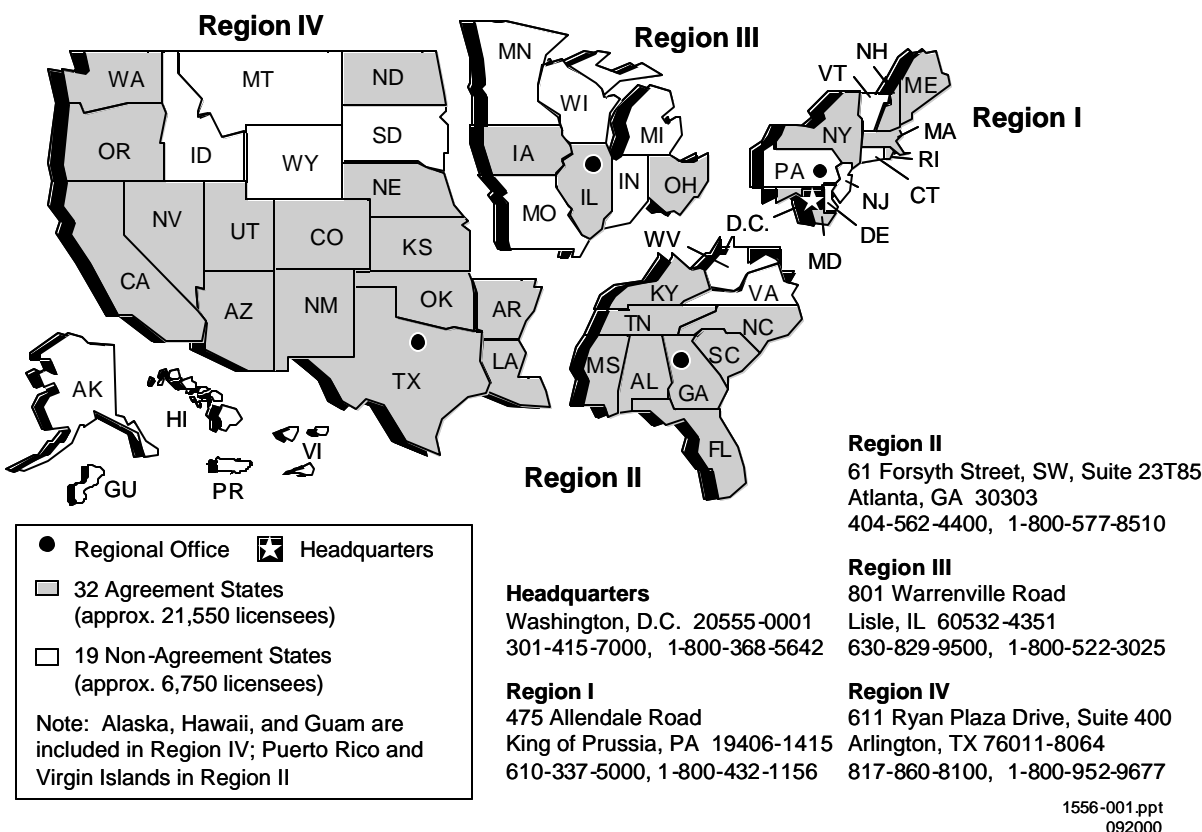 Region IV
Region III
Region I
Region II
WA
MT
ND
OR
ID
WY
SD
NE
NV
UT
CO
KS
CA
AZ
NM
OK
AR
TX
LA
AK
HI
GU
PR
VI
MN
WI
MI
IA
IL
IN
OH
MO
NH
VT
ME
NY
MA
RI
PA
CT
NJ
D.C.
DE
MD
WV
KY
VA
TN
NC
SC
MS
AL
GA
FL
Regional Office
Headquarters
32 Agreement States
(approx. 21,550 licensees)
19 Non-Agreement States
(approx. 6,750 licensees)
Note: Alaska, Hawaii, and Guam are
included in Region IV; Puerto Rico and
Virgin Islands in Region II
Headquarters
Washington, D.C. 20555-0001
301-415-7000, 1-800-368-5642
Region I
475 Allendale Road
King of Prussia, PA 19406-1415
610-337-5000, 1-800-432-1156
Region II
61 Forsyth Street, SW, Suite 23T85
Atlanta, GA 30303
404-562-4400, 1-800-577-8510
Region III
801 Warrenville Road
Lisle, IL 60532-4351
630-829-9500, 1-800-522-3025
Region IV
611 Ryan Plaza Drive, Suite 400
Arlington, TX 76011-8064
817-860-8100, 1-800-952-9677
1556-001.ppt
092000